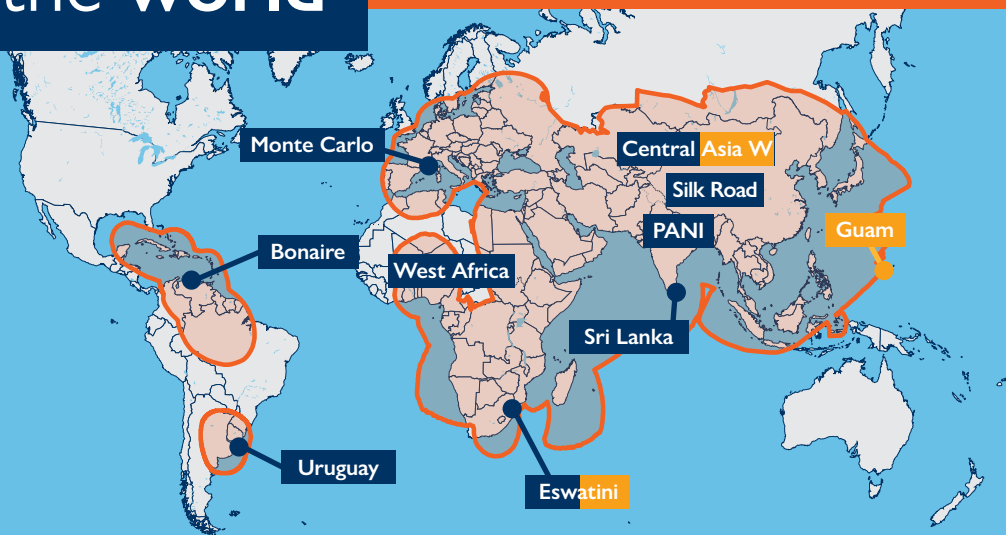 the World
Monte Carlo
Central Asia W
Silk Road
PANI
Guam
Bonaire
West Africa
Sri Lanka
Uruguay
Eswatini